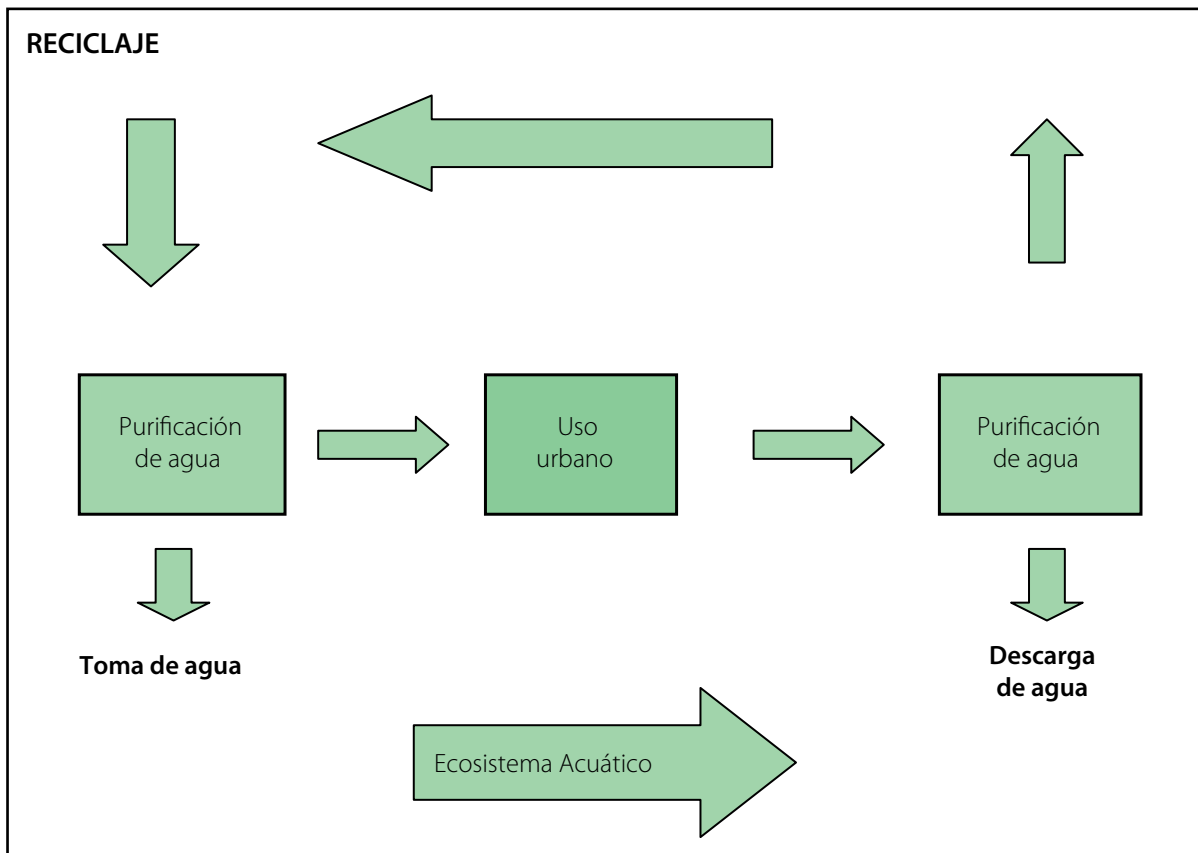 RECICLAJE
Purificación
de agua
Uso
urbano
Purificación
de agua
Toma de agua
Descarga
de agua
Ecosistema Acuático